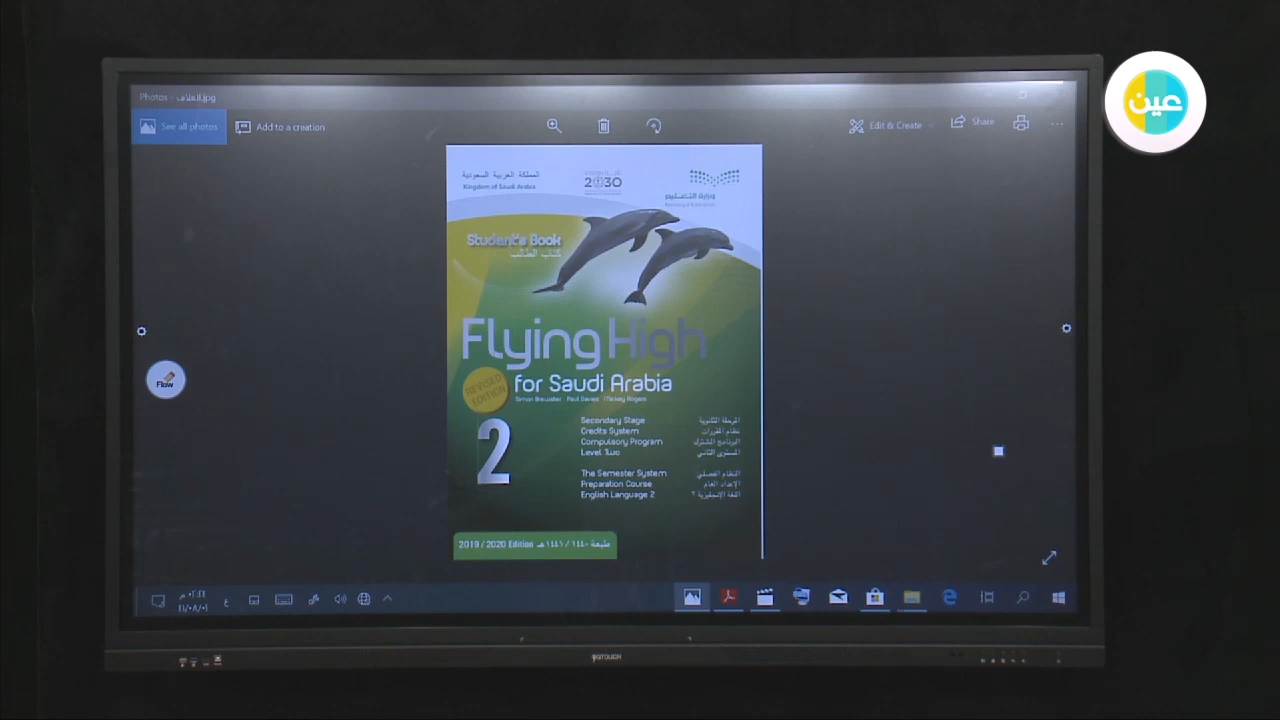 عين
Photos - الغلاف.jpg
See all photos
Add to a creation
Edit & Create
Share
المملكة العربية السعودية
Kingdom of Saudi Arabia
2030
وزارة التعليم
Ministry of Education
Student's Book
كتاب الطالب
Flying High
for Saudi Arabia
REVISED EDITION
Simon Brewster Paul Davies Mickey Rogers
2
Secondary Stage المرحلة الثانوية
Credits System نظام المقررات
Compulsory Program البرنامج المشترك
Level Two المستوى الثاني
The Semester System النظام الفصلي
Preparation Course الإعداد العام
English Language 2 اللغة الإنجليزية ٢
2019 / 2020 Edition طبعة ١٤٤٠ / ١٤٤١ هـ
Flow
ع